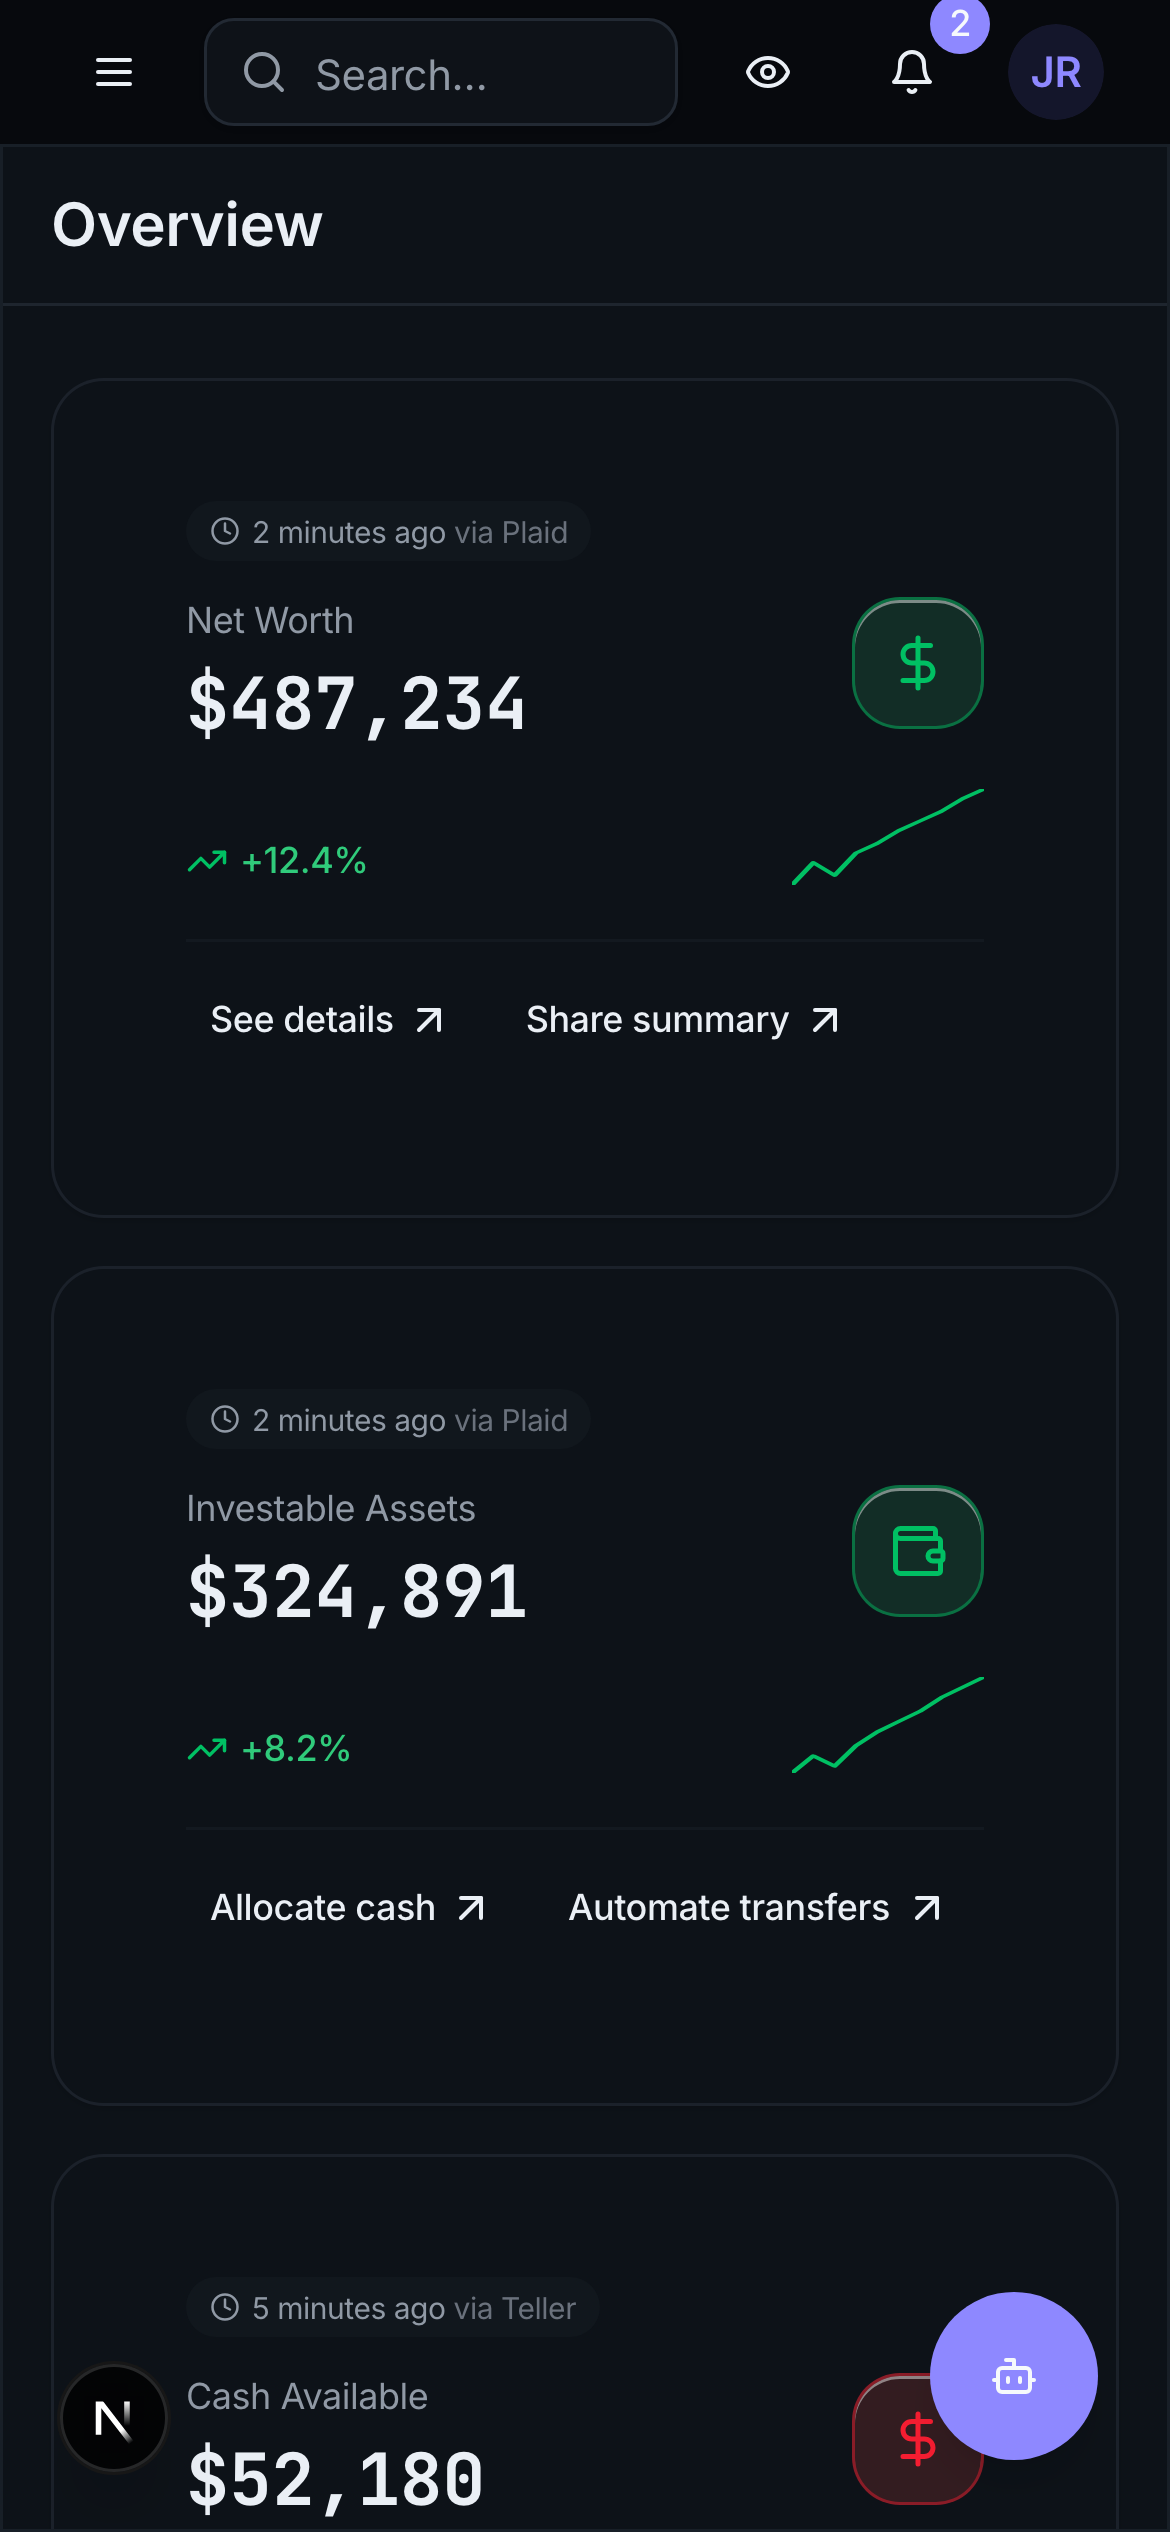 Search...
2
JR
Overview
2 minutes ago via Plaid
Net Worth
$487,234
+12.4%
See details
Share summary
2 minutes ago via Plaid
Investable Assets
$324,891
+8.2%
Allocate cash
Automate transfers
5 minutes ago via Teller
Cash Available
$52,180
N